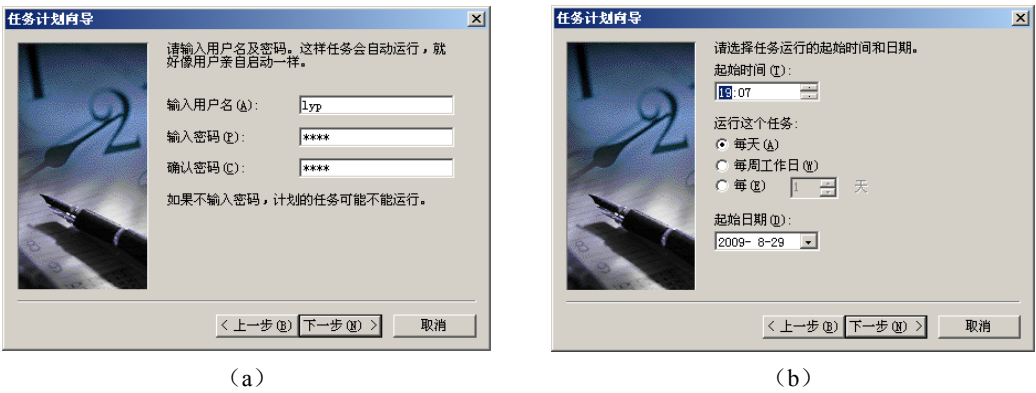 任务计划向导
请输入用户名及密码。这样任务会自动运行，就
好像用户亲自启动一样。
输入用户名(A):
lyp
输入密码(P):
****
确认密码(C):
****
如果不输入密码，计划的任务可能不能运行。
< 上一步(B) 下一步(N) > 取消
（a）
任务计划向导
请选择任务运行的起始时间和日期。
起始时间(T):
19:07
运行这个任务:
每天(A)
每周工作日(W)
每(E) 1 天
起始日期(D):
2009- 8-29
< 上一步(B) 下一步(N) > 取消
（b）